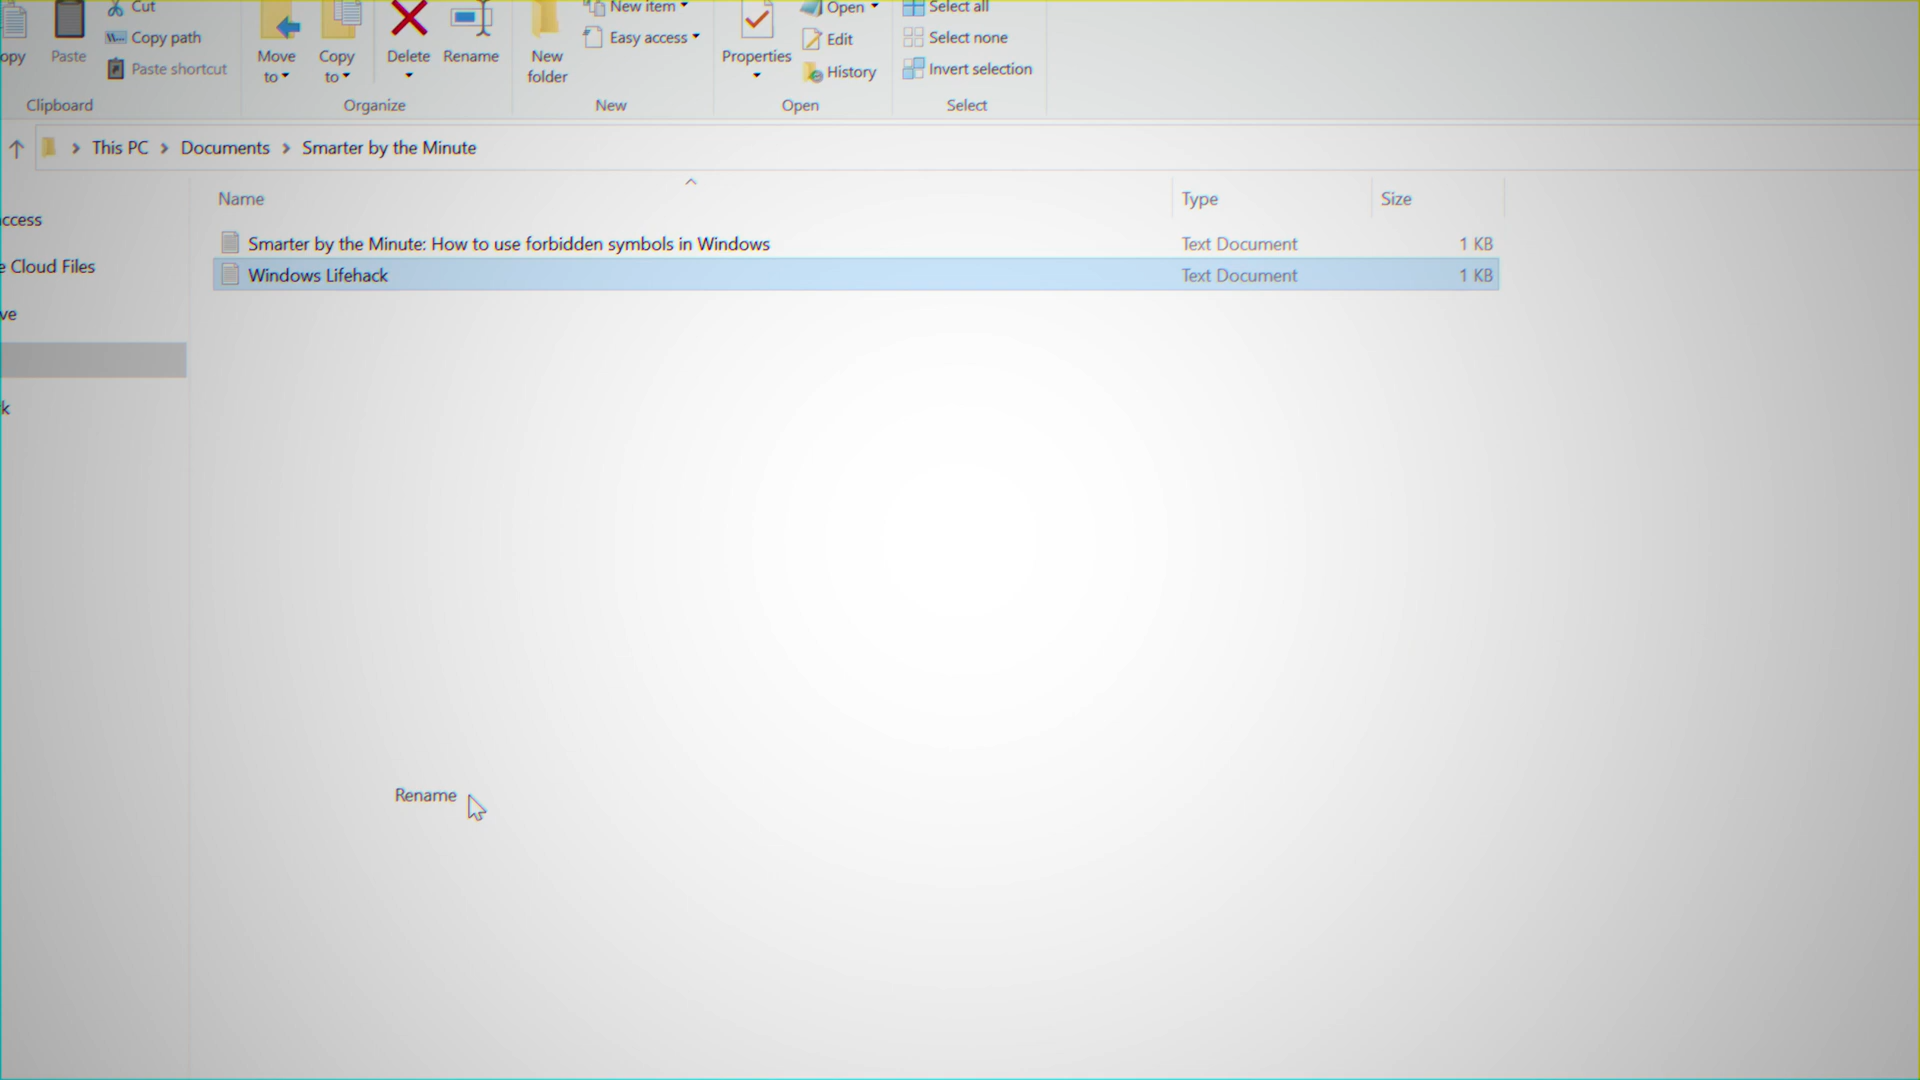 Cut
New item
Open
Select all
opy
Paste
Copy path
Move to
Copy to
Delete
Rename
New folder
Easy access
Properties
Edit
Select none
Paste shortcut
History
Invert selection
Clipboard
Organize
New
Open
Select
This PC > Documents > Smarter by the Minute
Name
Type
Size
ccess
Smarter by the Minute: How to use forbidden symbols in Windows
Text Document
1 KB
e Cloud Files
Windows Lifehack
Text Document
1 KB
ve
k
Rename